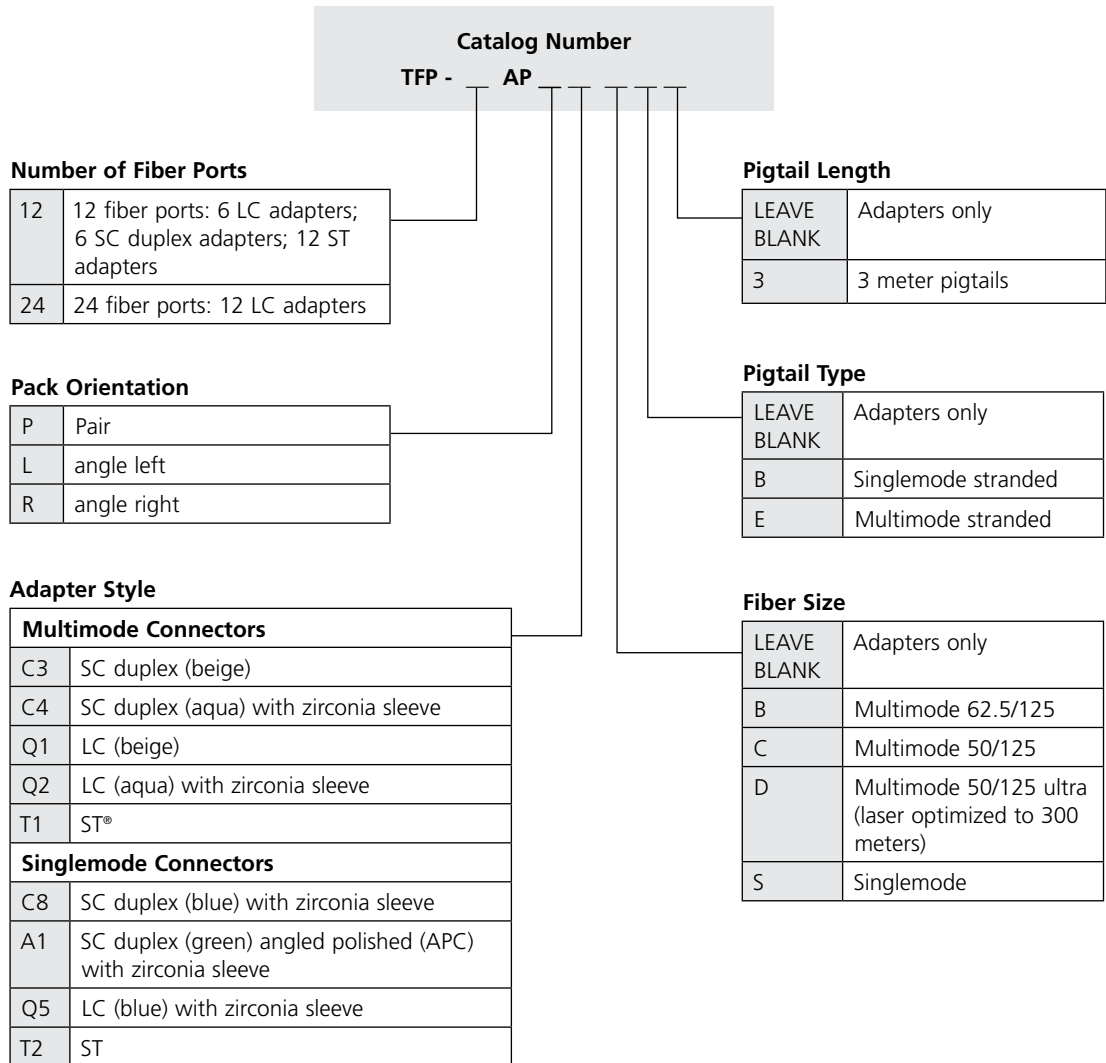 Catalog Number
TFP - __ AP __ __ __ __ __
Number of Fiber Ports
12 12 fiber ports: 6 LC adapters;
6 SC duplex adapters; 12 ST
adapters
24 24 fiber ports: 12 LC adapters
Pack Orientation
P Pair
L angle left
R angle right
Adapter Style
Multimode Connectors
C3 SC duplex (beige)
C4 SC duplex (aqua) with zirconia sleeve
Q1 LC (beige)
Q2 LC (aqua) with zirconia sleeve
T1 ST®
Singlemode Connectors
C8 SC duplex (blue) with zirconia sleeve
A1 SC duplex (green) angled polished (APC)
with zirconia sleeve
Q5 LC (blue) with zirconia sleeve
T2 ST
Pigtail Length
LEAVE Adapters only
BLANK
3 3 meter pigtails
Pigtail Type
LEAVE Adapters only
BLANK
B Singlemode stranded
E Multimode stranded
Fiber Size
LEAVE Adapters only
BLANK
B Multimode 62.5/125
C Multimode 50/125
D Multimode 50/125 ultra
(laser optimized to 300
meters)
S Singlemode